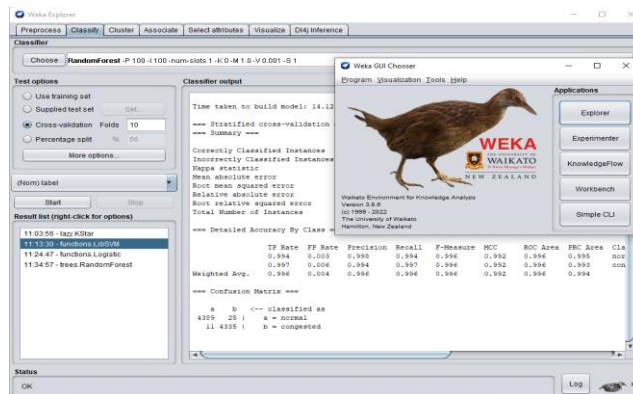 Weka Explorer
Preprocess Classify Cluster Associate Select attributes Visualize Dl4j Inference
Classifier
Choose RandomForest -P 100 -I 100 -num-slots 1 -K 0 -M 1.0 -V 0.001 -S 1
Test options
Use training set
Supplied test set Set...
Cross-validation Folds 10
Percentage split % 66
More options...
(Nom) label
Start Stop
Result list (right-click for options)
11:03:56 - lazy.KStar
11:13:30 - functions.LibSVM
11:24:47 - functions.Logistic
11:34:57 - trees.RandomForest
Classifier output
Time taken to build model: 14.12
=== Stratified cross-validation
=== Summary ===
Correctly Classified Instances
Incorrectly Classified Instances
Kappa statistic
Mean absolute error
Root mean squared error
Relative absolute error
Root relative squared error
Total Number of Instances
=== Detailed Accuracy By Class =
TP Rate FP Rate Precision Recall F-Measure MCC ROC Area PRC Area Cla
0.994 0.003 0.998 0.994 0.996 0.992 0.996 0.995 nor
0.997 0.006 0.994 0.997 0.996 0.992 0.996 0.993 con
Weighted Avg. 0.996 0.004 0.996 0.996 0.996 0.992 0.996 0.994
=== Confusion Matrix ===
a b <-- classified as
4389 25 | a = normal
11 4335 | b = congested
Weka GUI Chooser
Program Visualization Tools Help
WEKA
THE UNIVERSITY OF
WAIKATO
NEW ZEALAND
Waikato Environment for Knowledge Analysis
Version 3.8.6
(c) 1999 - 2022
The University of Waikato
Hamilton, New Zealand
Applications
Explorer
Experimenter
KnowledgeFlow
Workbench
Simple CLI
Status
OK
Log